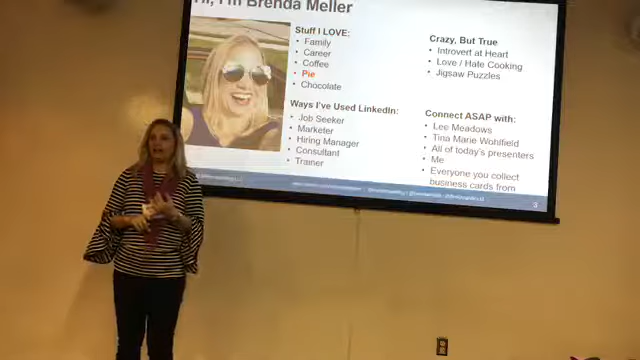 Hi, I'm Brenda Meller
Stuff I LOVE:
• Family
• Career
• Coffee
• Pie
• Chocolate
Ways I've Used LinkedIn:
• Job Seeker
• Marketer
• Hiring Manager
• Consultant
• Trainer
Crazy, But True
• Introvert at Heart
• Love / Hate Cooking
• Jigsaw Puzzles
Connect ASAP with:
• Lee Meadows
• Tina Marie Wohlfield
• All of today's presenters
• Me
• Everyone you collect
business cards from
3